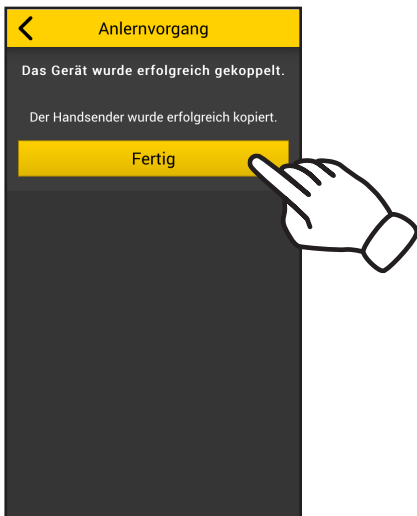 Anlernvorgang
Das Gerät wurde erfolgreich gekoppelt.
Der Handsender wurde erfolgreich kopiert.
Fertig